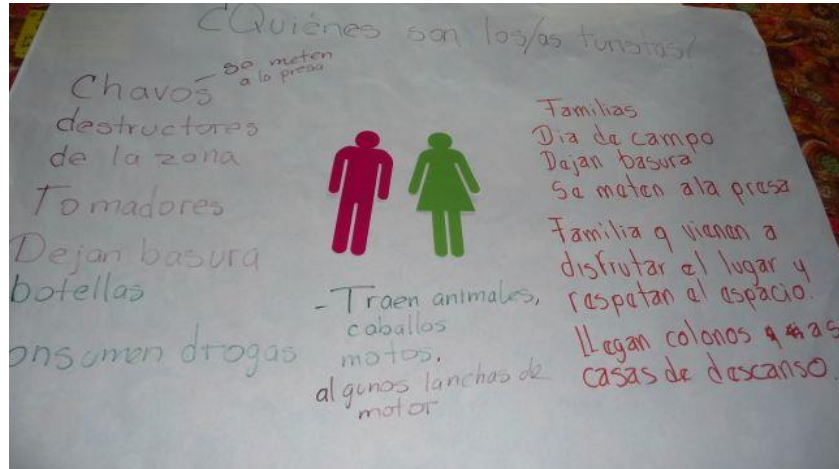 ¿Quiénes son los/as turistas?
Chavos – se meten
a la presa
destructores
de la zona
Tomadores
Dejan basura
botellas
onsumen drogas
- Traen animales,
caballos
motos.
algunos lanchas de
motor
Familias
Dia de campo
Dejan basura
Se meten ala presa
Familia q vienen a
disfrutar el lugar y
respetan el espacio.
Llegan colonos
casas de descanso.